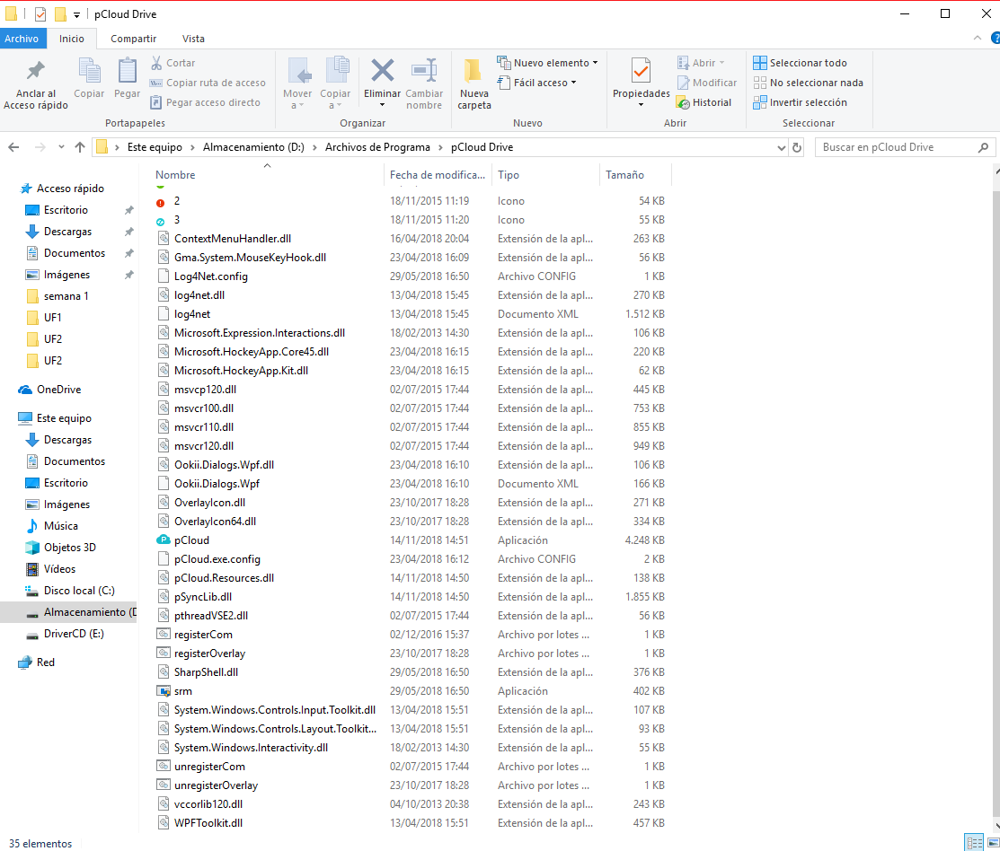 pCloud Drive
Archivo Inicio Compartir Vista
Anclar al Acceso rápido
Copiar
Pegar
Cortar
Copiar ruta de acceso
Pegar acceso directo
Portapapeles
Mover a
Copiar a
Eliminar
Cambiar nombre
Organizar
Nueva carpeta
Nuevo elemento
Fácil acceso
Nuevo
Propiedades
Abrir
Modificar
Historial
Abrir
Seleccionar todo
No seleccionar nada
Invertir selección
Seleccionar
Este equipo > Almacenamiento (D:) > Archivos de Programa > pCloud Drive
Buscar en pCloud Drive
Acceso rápido
Escritorio
Descargas
Documentos
Imágenes
semana 1
UF1
UF2
UF2
OneDrive
Este equipo
Descargas
Documentos
Escritorio
Imágenes
Música
Objetos 3D
Vídeos
Disco local (C:)
Almacenamiento (D
DriverCD (E:)
Red
Nombre Fecha de modifica... Tipo Tamaño
2 18/11/2015 11:19 Icono 54 KB
3 18/11/2015 11:20 Icono 55 KB
ContextMenuHandler.dll 16/04/2018 20:04 Extensión de la apl... 263 KB
Gma.System.MouseKeyHook.dll 23/04/2018 16:09 Extensión de la apl... 56 KB
Log4Net.config 29/05/2018 16:50 Archivo CONFIG 1 KB
log4net.dll 13/04/2018 15:45 Extensión de la apl... 270 KB
log4net 13/04/2018 15:45 Documento XML 1.512 KB
Microsoft.Expression.Interactions.dll 18/02/2013 14:30 Extensión de la apl... 106 KB
Microsoft.HockeyApp.Core45.dll 23/04/2018 16:15 Extensión de la apl... 220 KB
Microsoft.HockeyApp.Kit.dll 23/04/2018 16:15 Extensión de la apl... 62 KB
msvcp120.dll 02/07/2015 17:44 Extensión de la apl... 445 KB
msvcr100.dll 02/07/2015 17:44 Extensión de la apl... 753 KB
msvcr110.dll 02/07/2015 17:44 Extensión de la apl... 855 KB
msvcr120.dll 02/07/2015 17:44 Extensión de la apl... 949 KB
Ookii.Dialogs.Wpf.dll 23/04/2018 16:10 Extensión de la apl... 106 KB
Ookii.Dialogs.Wpf 23/04/2018 16:10 Documento XML 166 KB
OverlayIcon.dll 23/10/2017 18:28 Extensión de la apl... 271 KB
OverlayIcon64.dll 23/10/2017 18:28 Extensión de la apl... 334 KB
pCloud 14/11/2018 14:51 Aplicación 4.248 KB
pCloud.exe.config 23/04/2018 16:12 Archivo CONFIG 2 KB
pCloud.Resources.dll 14/11/2018 14:50 Extensión de la apl... 138 KB
pSyncLib.dll 14/11/2018 14:50 Extensión de la apl... 1.855 KB
pthreadVSE2.dll 02/07/2015 17:44 Extensión de la apl... 56 KB
registerCom 02/12/2016 15:37 Archivo por lotes ... 1 KB
registerOverlay 23/10/2017 18:28 Archivo por lotes ... 1 KB
SharpShell.dll 29/05/2018 16:50 Extensión de la apl... 376 KB
srm 29/05/2018 16:50 Aplicación 402 KB
System.Windows.Controls.Input.Toolkit.dll 13/04/2018 15:51 Extensión de la apl... 107 KB
System.Windows.Controls.Layout.Toolkit... 13/04/2018 15:51 Extensión de la apl... 93 KB
System.Windows.Interactivity.dll 18/02/2013 14:30 Extensión de la apl... 55 KB
unregisterCom 02/07/2015 17:44 Archivo por lotes ... 1 KB
unregisterOverlay 23/10/2017 18:28 Archivo por lotes ... 1 KB
vccorlib120.dll 04/10/2013 20:38 Extensión de la apl... 243 KB
WPFToolkit.dll 13/04/2018 15:51 Extensión de la apl... 457 KB
35 elementos